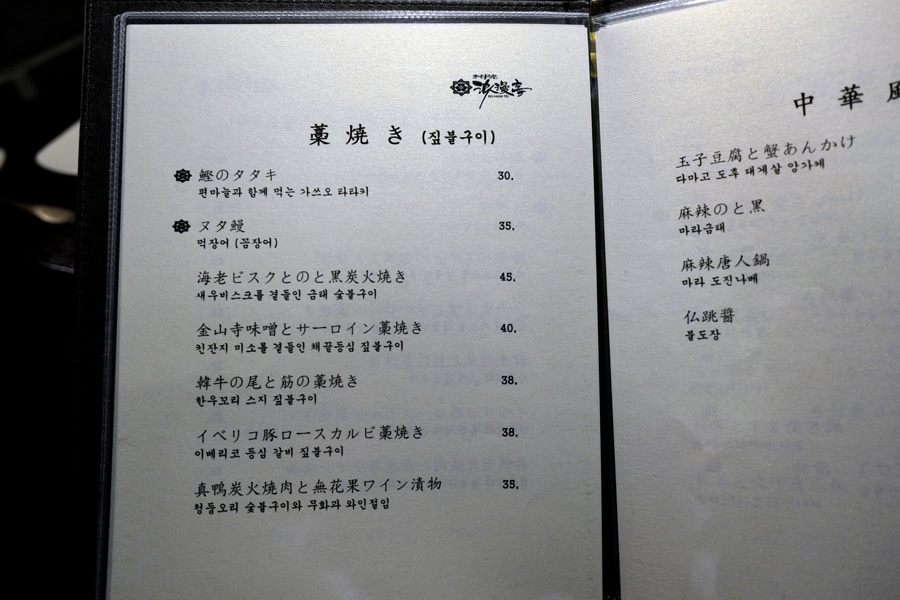 浪漫亭
藁焼き (짚불구이)
鰹のタタキ 30.
편마늘과 함께 먹는 가쓰오 타타키
ヌタ鰻 35.
먹장어 (꼼장어)
海老ビスクとのと黒炭火焼き 45.
새우비스크를 곁들인 금태 숯불구이
金山寺味噌とサーロイン藁焼き 40.
킨잔지 미소를 곁들인 채끝등심 짚불구이
韓牛の尾と筋の藁焼き 38.
한우꼬리 스지 짚불구이
イベリコ豚ロースカルビ藁焼き 38.
이베리코 등심 갈비 짚불구이
真鴨炭火焼肉と無花果ワイン漬物 35.
청둥오리 숯불구이와 무화과 와인절임
中華風
玉子豆腐と蟹あんかけ
다마고 도후 대게살 앙가케
麻辣のと黒
마라금태
麻辣唐人鍋
마라 도진나베
仏跳醬
불도장